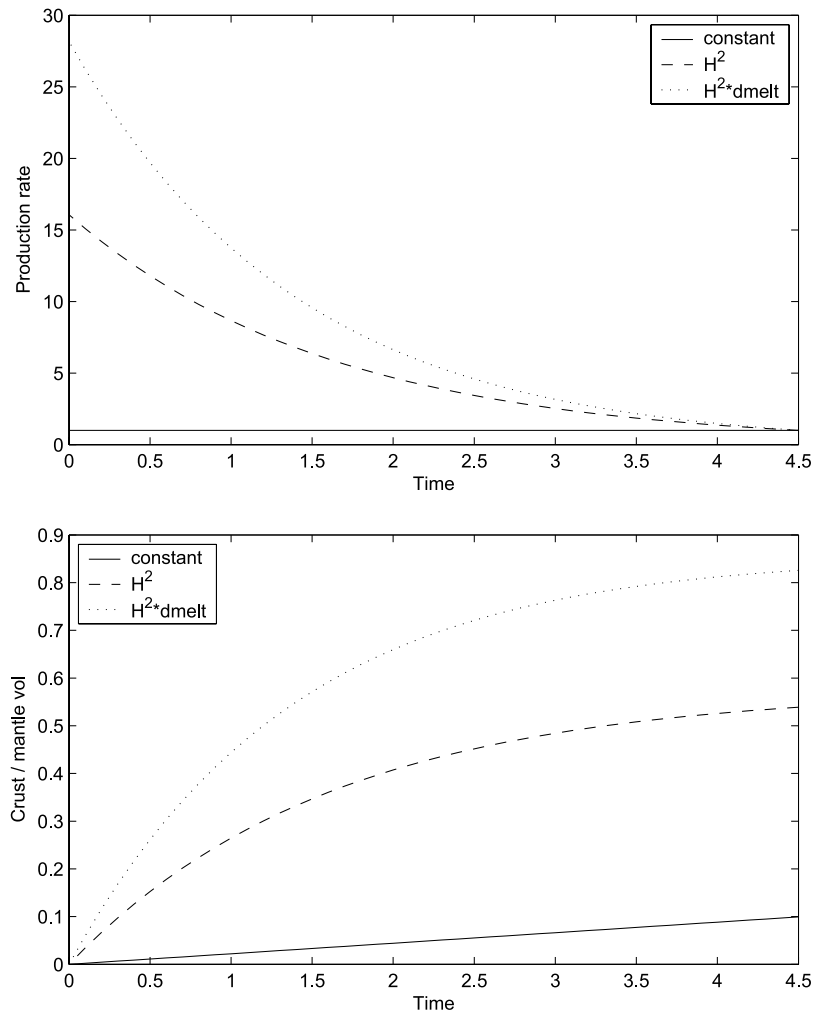 30
25
20
15
10
5
0
Production rate
constant
H²
H²*dmelt
0 0.5 1 1.5 2 2.5 3 3.5 4 4.5
Time
0.9
0.8
0.7
0.6
0.5
0.4
0.3
0.2
0.1
0
Crust / mantle vol
constant
H²
H²*dmelt
0 0.5 1 1.5 2 2.5 3 3.5 4 4.5
Time